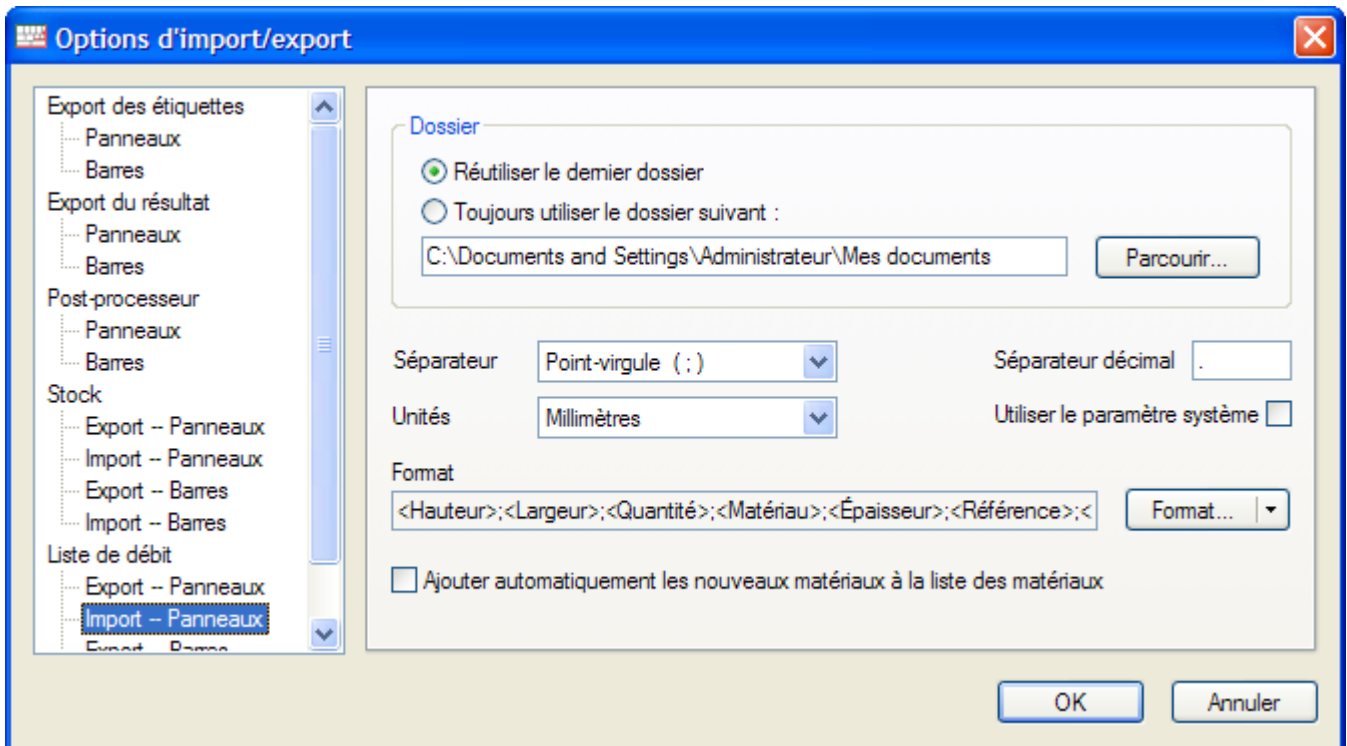 Options d'import/export
Export des étiquettes
Panneaux
Barres
Export du résultat
Panneaux
Barres
Post-processeur
Panneaux
Barres
Stock
Export -- Panneaux
Import -- Panneaux
Export -- Barres
Import -- Barres
Liste de débit
Export -- Panneaux
Import -- Panneaux
Export -- Barres
Dossier
Réutiliser le dernier dossier
Toujours utiliser le dossier suivant :
C:\Documents and Settings\Administrateur\Mes documents
Parcourir...
Séparateur Point-virgule ( ; ) Séparateur décimal .
Unités Millimètres Utiliser le paramètre système
Format
<Hauteur>;<Largeur>;<Quantité>;<Matériau>;<Épaisseur>;<Référence>;< Format...
Ajouter automatiquement les nouveaux matériaux à la liste des matériaux
OK Annuler